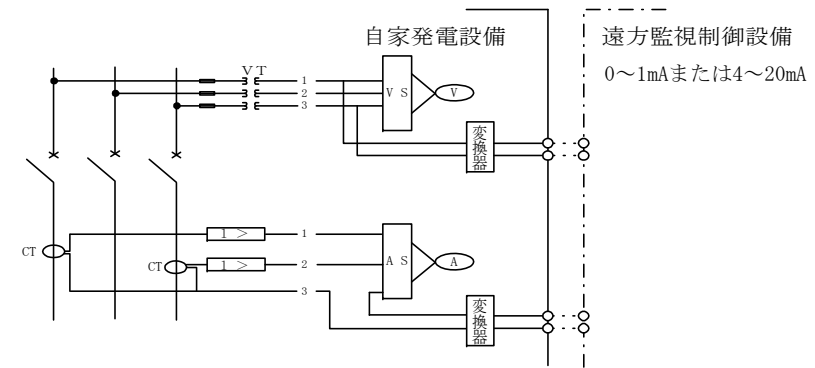 自家発電設備
遠方監視制御設備
0～1mAまたは4～20mA
VT
1
2
3
VS
V
変換器
CT
CT
1 >
1 >
1
2
3
AS
A
変換器